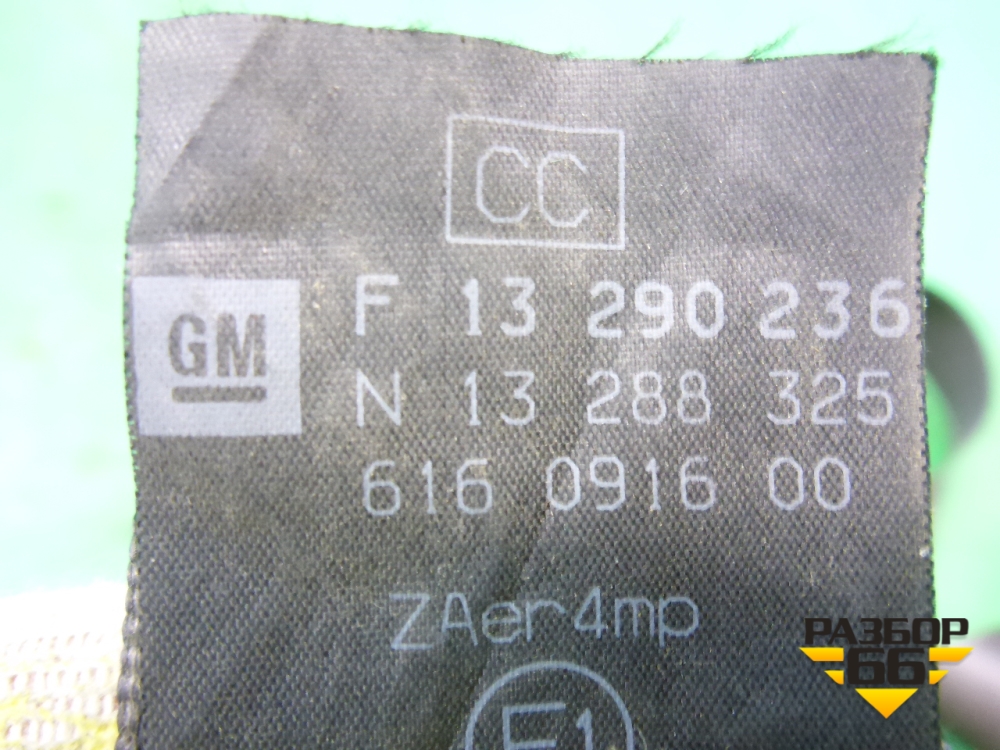 CC
GM
F 13 290 236
N 13 288 325
616 0916 00
ZAer4mp
E1
РАЗБОР
66